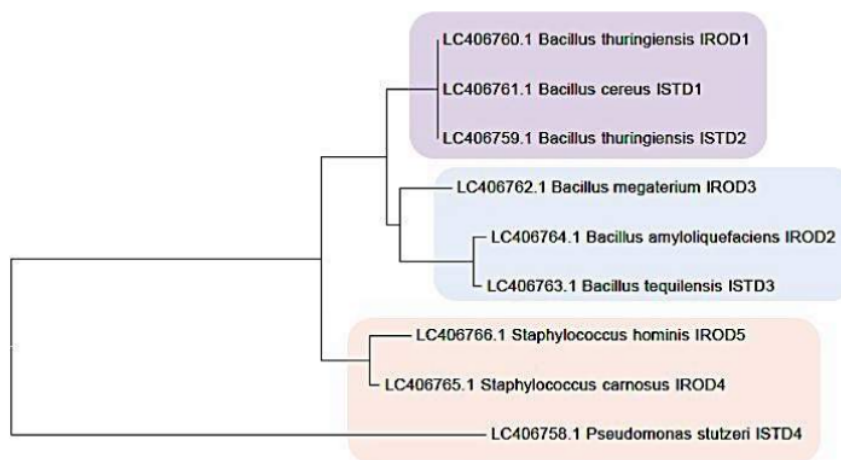 LC406760.1 Bacillus thuringiensis IROD1
LC406761.1 Bacillus cereus ISTD1
LC406759.1 Bacillus thuringiensis ISTD2
LC406762.1 Bacillus megaterium IROD3
LC406764.1 Bacillus amyloliquefaciens IROD2
LC406763.1 Bacillus tequilensis ISTD3
LC406766.1 Staphylococcus hominis IROD5
LC406765.1 Staphylococcus carnosus IROD4
LC406758.1 Pseudomonas stutzeri ISTD4